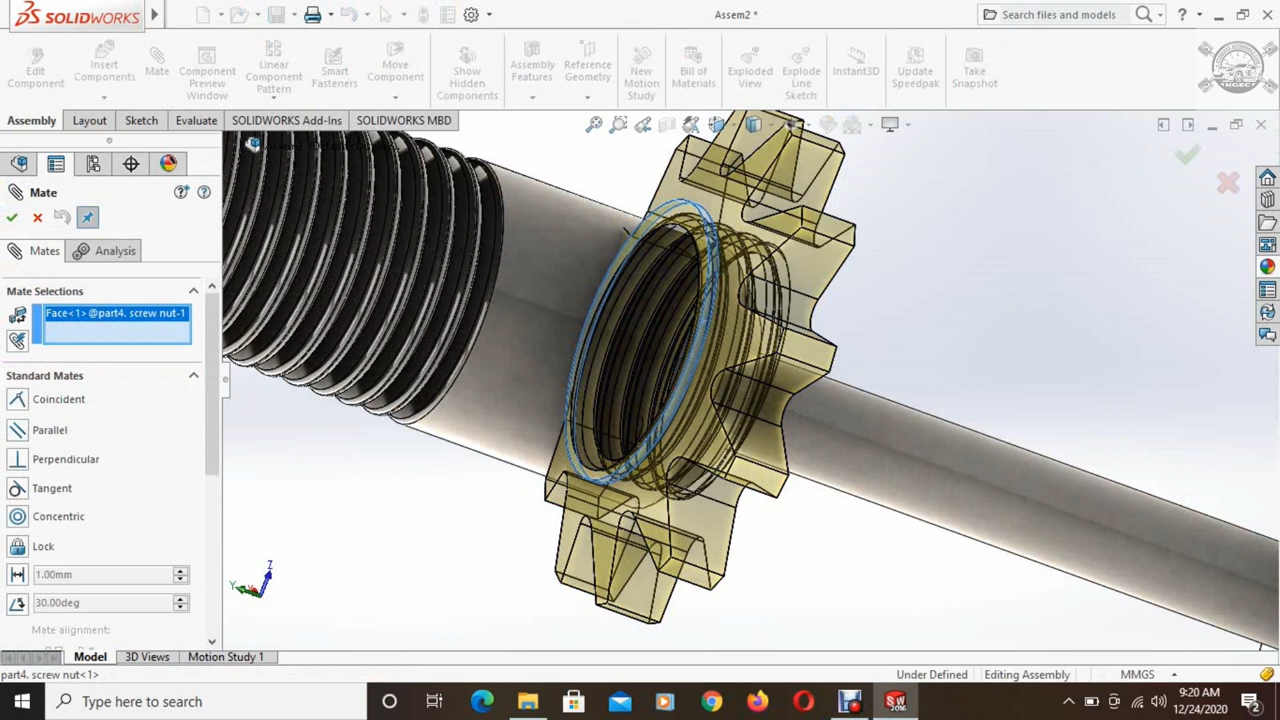 SOLIDWORKS
Assem2 *
Search files and models
Edit Component
Insert Components
Mate
Component Preview Window
Linear Component Pattern
Smart Fasteners
Move Component
Show Hidden Components
Assembly Features
Reference Geometry
New Motion Study
Bill of Materials
Exploded View
Explode Line Sketch
Instant3D
Update Speedpak
Take Snapshot
Assembly Layout Sketch Evaluate SOLIDWORKS Add-Ins SOLIDWORKS MBD
Mate
Mates Analysis
Mate Selections
Face<1>@part4. screw nut-1
Standard Mates
Coincident
Parallel
Perpendicular
Tangent
Concentric
Lock
1.00mm
30.00deg
Mate alignment:
Z
Y
Model 3D Views Motion Study 1
part4. screw nut<1> Under Defined Editing Assembly MMGS
Type here to search
SW
2016
9:20 AM
12/24/2020
2